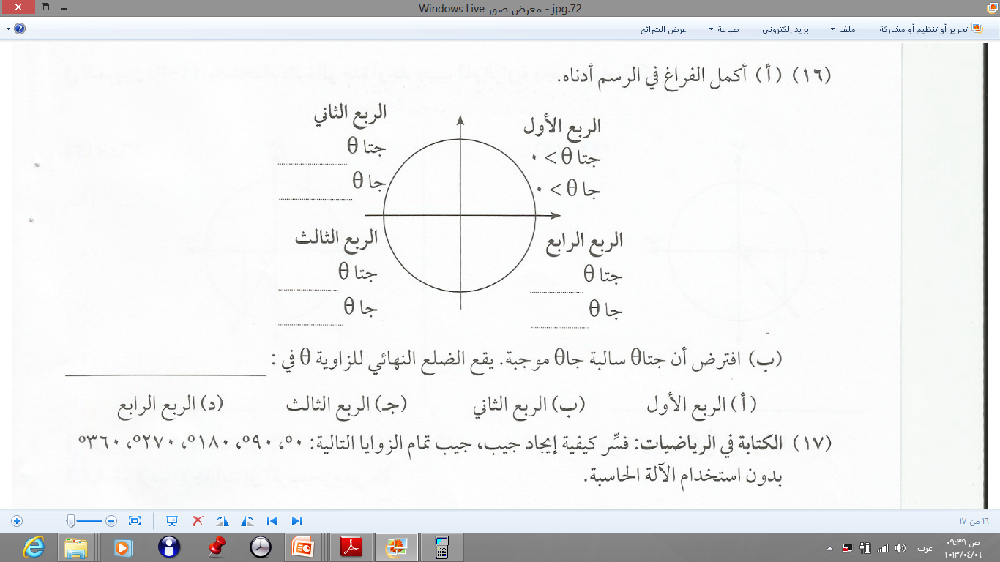 jpg.72 - معرض صور Windows Live
تحرير أو تنظيم أو مشاركة ملف بريد إلكتروني طباعة عرض الشرائح
(١٦) (أ) أكمل الفراغ في الرسم أدناه.
الربع الأول
جتا θ > ٠
جا θ > ٠
الربع الثاني
جتا θ
جا θ
الربع الثالث
جتا θ
جا θ
الربع الرابع
جتا θ
جا θ
(ب) افترض أن جتاθ سالبة جاθ موجبة. يقع الضلع النهائي للزاوية θ في :
(أ) الربع الأول (ب) الربع الثاني (جـ) الربع الثالث (د) الربع الرابع
(١٧) الكتابة في الرياضيات: فسِّر كيفية إيجاد جيب، جيب تمام الزوايا التالية: ٠°، ٩٠°، ١٨٠°، ٢٧٠°، ٣٦٠°
بدون استخدام الآلة الحاسبة.
١٦ من ١٧
عرب
٠٩:٣٩ ص
٢٠١٣/٠٤/٠٦